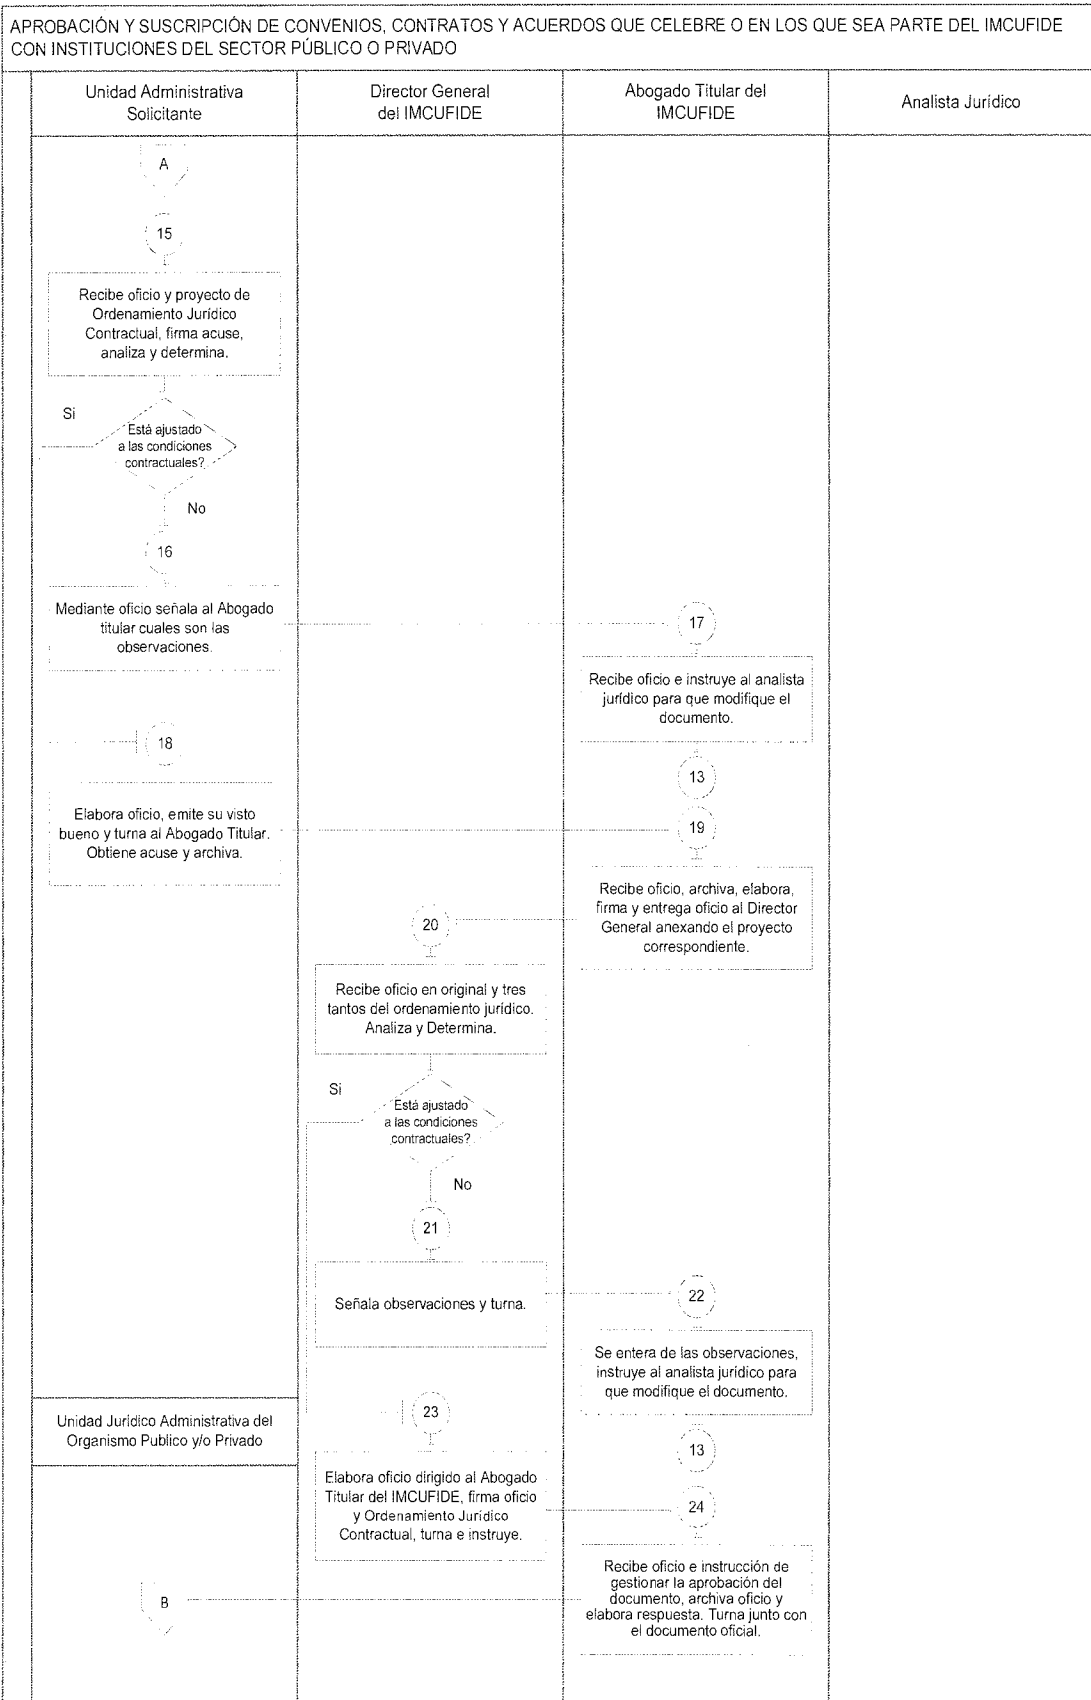 APROBACIÓN Y SUSCRIPCIÓN DE CONVENIOS, CONTRATOS Y ACUERDOS QUE CELEBRE O EN LOS QUE SEA PARTE DEL IMCUFIDE
CON INSTITUCIONES DEL SECTOR PÚBLICO O PRIVADO
Unidad Administrativa
Solicitante
Director General
del IMCUFIDE
Abogado Titular del
IMCUFIDE
Analista Jurídico
A
15
Recibe oficio y proyecto de
Ordenamiento Jurídico
Contractual, firma acuse,
analiza y determina.
Si
Está ajustado
a las condiciones
contractuales?
No
16
Mediante oficio señala al Abogado
titular cuales son las
observaciones.
17
Recibe oficio e instruye al analista
jurídico para que modifique el
documento.
18
13
Elabora oficio, emite su visto
bueno y turna al Abogado Titular.
Obtiene acuse y archiva.
19
Recibe oficio, archiva, elabora,
firma y entrega oficio al Director
General anexando el proyecto
correspondiente.
20
Recibe oficio en original y tres
tantos del ordenamiento jurídico.
Analiza y Determina.
Si
Está ajustado
a las condiciones
contractuales?
No
21
Señala observaciones y turna.
22
Se entera de las observaciones,
instruye al analista jurídico para
que modifique el documento.
Unidad Jurídico Administrativa del
Organismo Publico y/o Privado
23
13
Elabora oficio dirigido al Abogado
Titular del IMCUFIDE, firma oficio
y Ordenamiento Jurídico
Contractual, turna e instruye.
24
Recibe oficio e instrucción de
gestionar la aprobación del
documento, archiva oficio y
elabora respuesta. Turna junto con
el documento oficial.
B